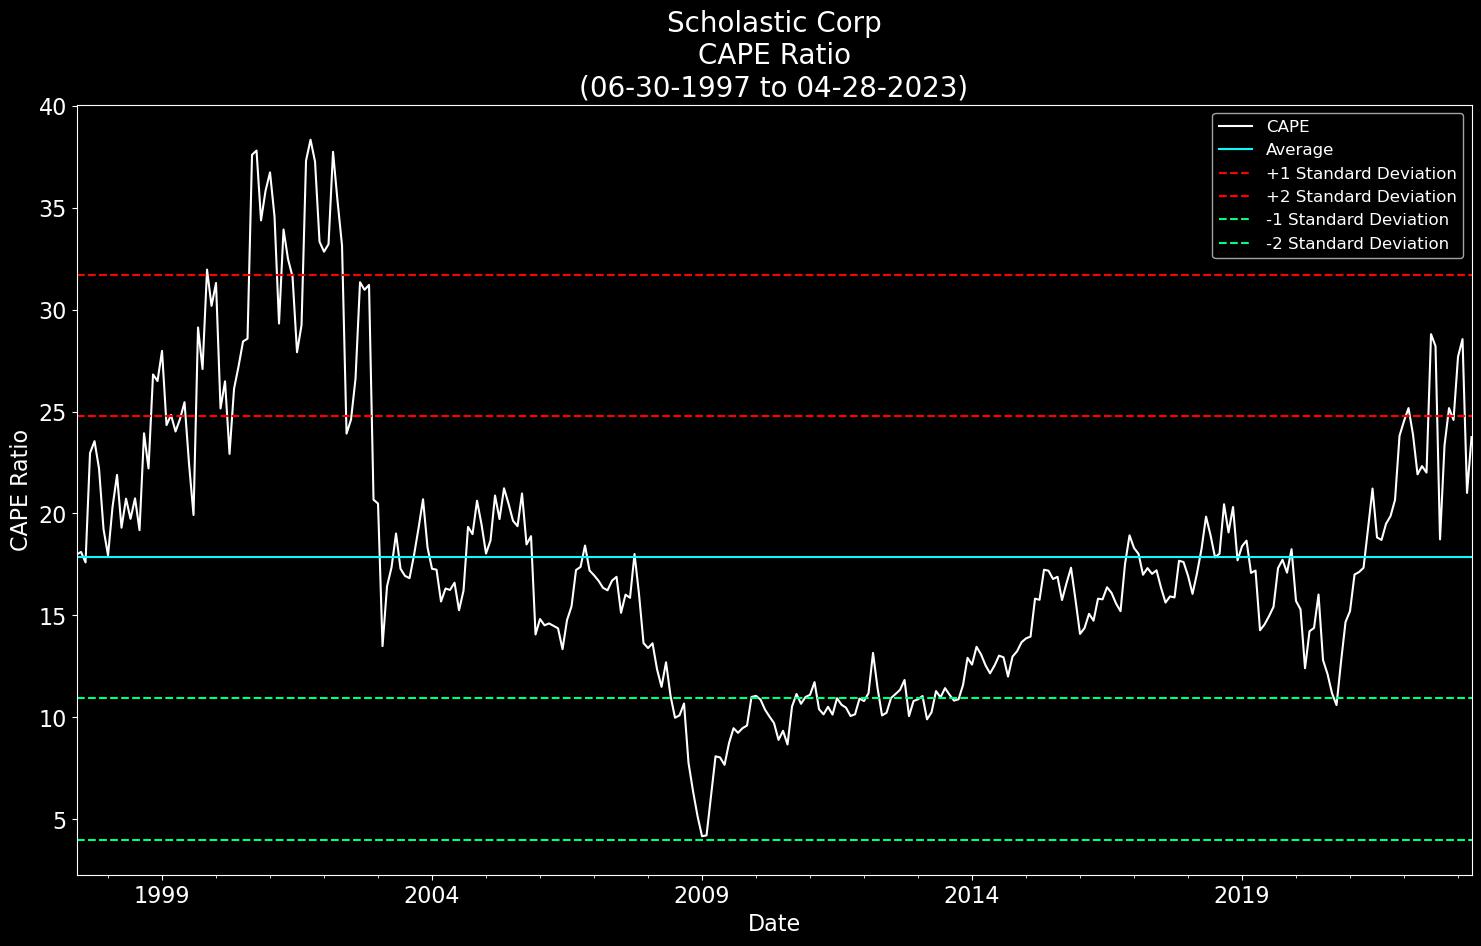 Scholastic Corp
CAPE Ratio
(06-30-1997 to 04-28-2023)
CAPE
Average
+1 Standard Deviation
+2 Standard Deviation
-1 Standard Deviation
-2 Standard Deviation
CAPE Ratio
40
35
30
25
20
15
10
5
1999
2004
2009
2014
2019
Date